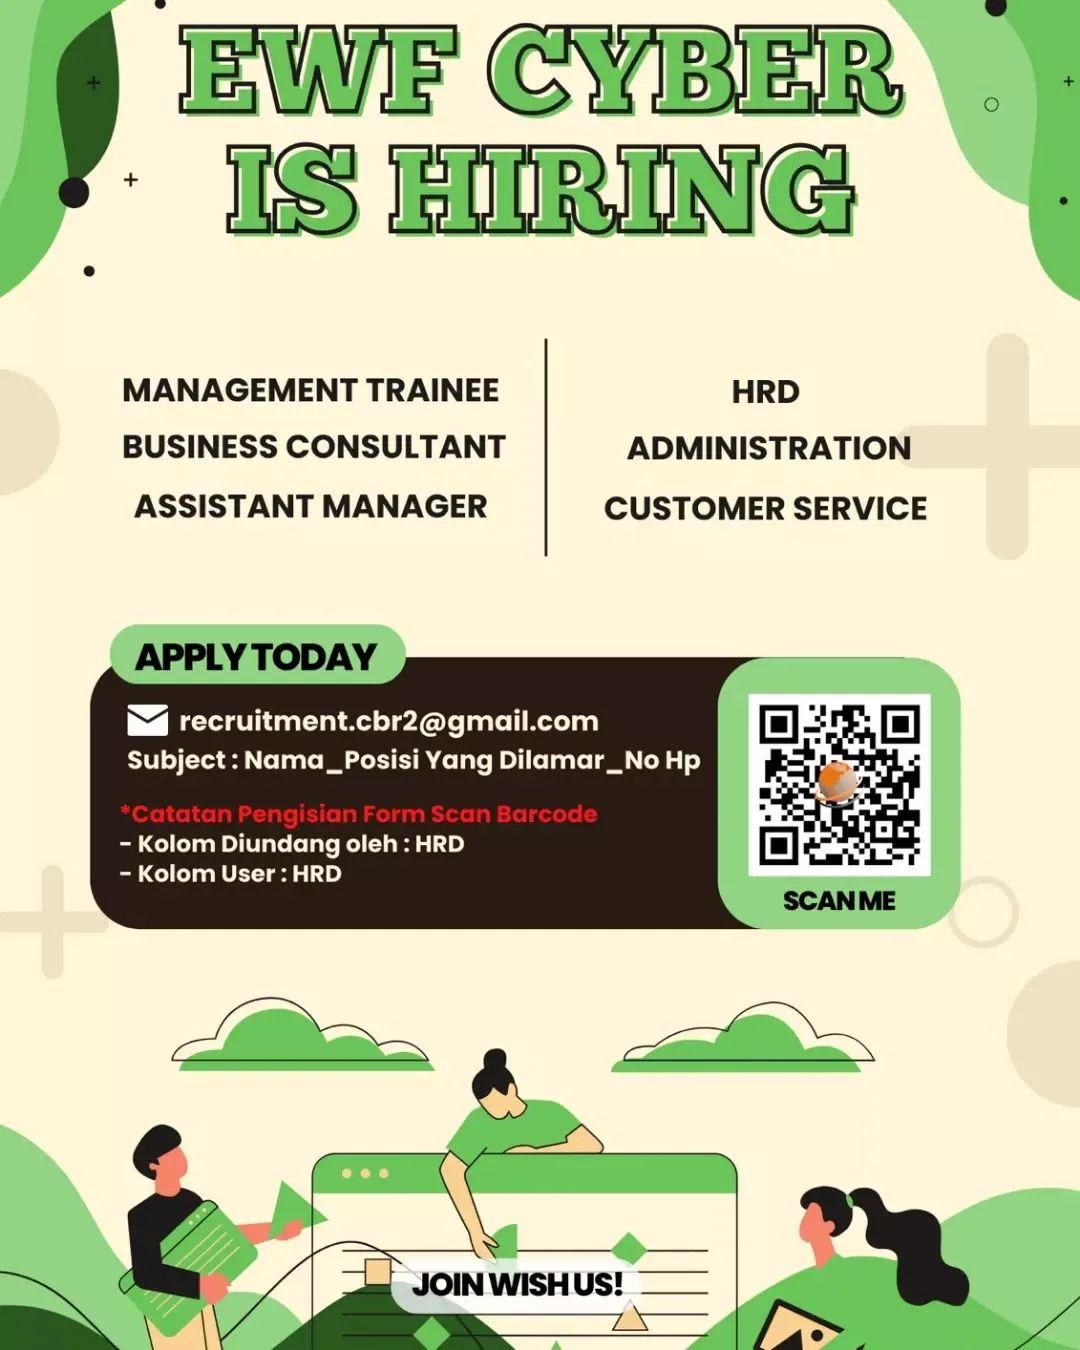 EWF CYBER
IS HIRING
MANAGEMENT TRAINEE
BUSINESS CONSULTANT
ASSISTANT MANAGER
HRD
ADMINISTRATION
CUSTOMER SERVICE
APPLY TODAY
recruitment.cbr2@gmail.com
Subject : Nama_Posisi Yang Dilamar_No Hp
*Catatan Pengisian Form Scan Barcode
- Kolom Diundang oleh : HRD
- Kolom User : HRD
SCAN ME
JOIN WISH US!